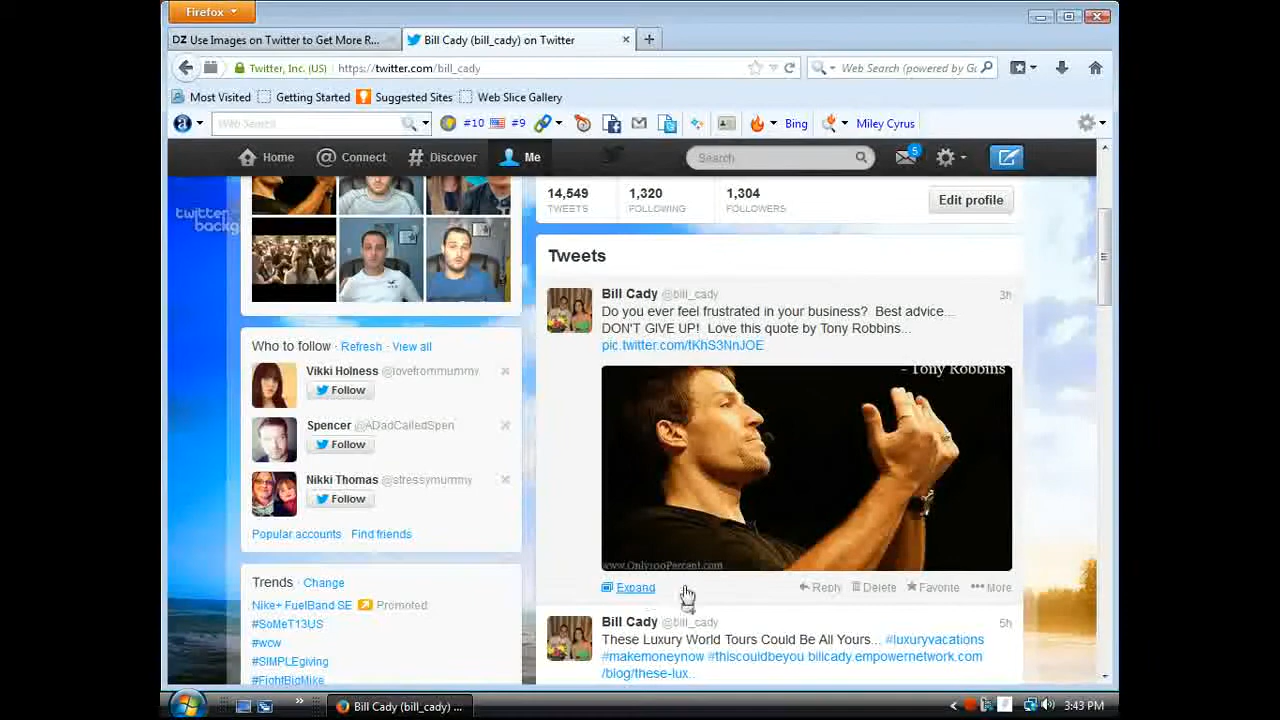 Firefox
DZ Use Images on Twitter to Get More R...
Bill Cady (bill_cady) on Twitter
Twitter, Inc. (US)
https://twitter.com/bill_cady
Web Search (powered by Go
Most Visited
Getting Started
Suggested Sites
Web Slice Gallery
Web Search
#10
#9
Bing
Miley Cyrus
Home
Connect
Discover
Me
Search
5
twitter
backg
14,549
TWEETS
1,320
FOLLOWING
1,304
FOLLOWERS
Edit profile
Tweets
Bill Cady @bill_cady
3h
Do you ever feel frustrated in your business? Best advice...
DON'T GIVE UP! Love this quote by Tony Robbins...
pic.twitter.com/tKhS3NnJOE
- Tony Robbins
www.Only100Percent.com
Expand
Reply
Delete
Favorite
More
Bill Cady @bill_cady
5h
These Luxury World Tours Could Be All Yours... #luxuryvacations
#makemoneynow #thiscouldbeyou billcady.empowernetwork.com
/blog/these-lux...
Who to follow · Refresh · View all
Vikki Holness @lovefrommummy
Follow
Spencer @ADadCalledSpen
Follow
Nikki Thomas @stressymummy
Follow
Popular accounts · Find friends
Trends · Change
Nike+ FuelBand SE Promoted
#SoMeT13US
#wcw
#SIMPLEgiving
#FightBigMike
Bill Cady (bill_cady) ...
3:43 PM